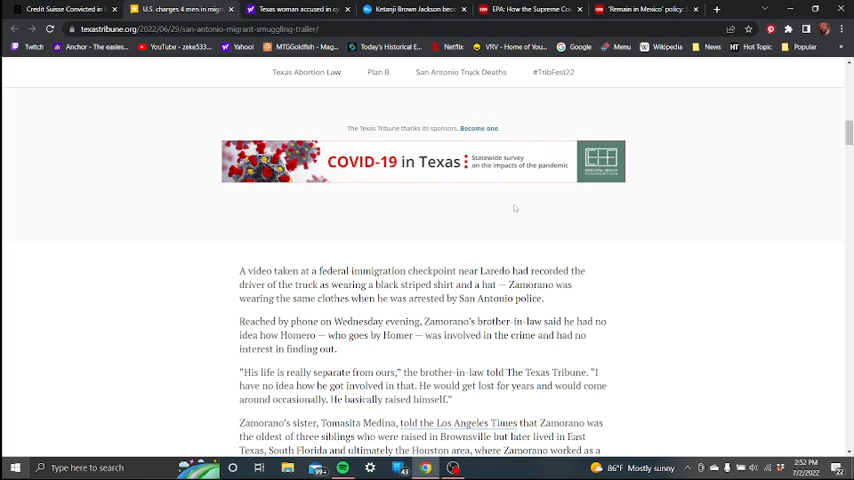 Credit Suisse Convicted in
U.S. charges 4 men in migr
Texas woman accused in cy
Ketanji Brown Jackson beco
EPA: How the Supreme Co
'Remain in Mexico' policy: S
texastribune.org/2022/06/29/san-antonio-migrant-smuggling-trailer/
Twitch
Anchor - The easies...
YouTube - zeke533...
Yahoo!
MTGGoldfish - Mag...
Today's Historical E...
Netflix
VRV - Home of You...
Google
Menu
Wikipedia
News
Hot Topic
Popular
Texas Abortion Law
Plan B
San Antonio Truck Deaths
#TribFest22
The Texas Tribune thanks its sponsors. Become one.
COVID-19 in Texas
Statewide survey
on the impacts of the pandemic
EHF
EPISCOPAL HEALTH
FOUNDATION
A video taken at a federal immigration checkpoint near Laredo had recorded the
driver of the truck as wearing a black striped shirt and a hat — Zamorano was
wearing the same clothes when he was arrested by San Antonio police.
Reached by phone on Wednesday evening, Zamorano's brother-in-law said he had no
idea how Homero — who goes by Homer — was involved in the crime and had no
interest in finding out.
"His life is really separate from ours," the brother-in-law told The Texas Tribune. "I
have no idea how he got involved in that. He would get lost for years and would come
around occasionally. He basically raised himself."
Zamorano's sister, Tomasita Medina, told the Los Angeles Times that Zamorano was
the oldest of three siblings who were raised in Brownsville but later lived in East
Texas, South Florida and ultimately the Houston area, where Zamorano worked as a
Type here to search
99+
43
86°F Mostly sunny
2:52 PM
7/2/2022
22